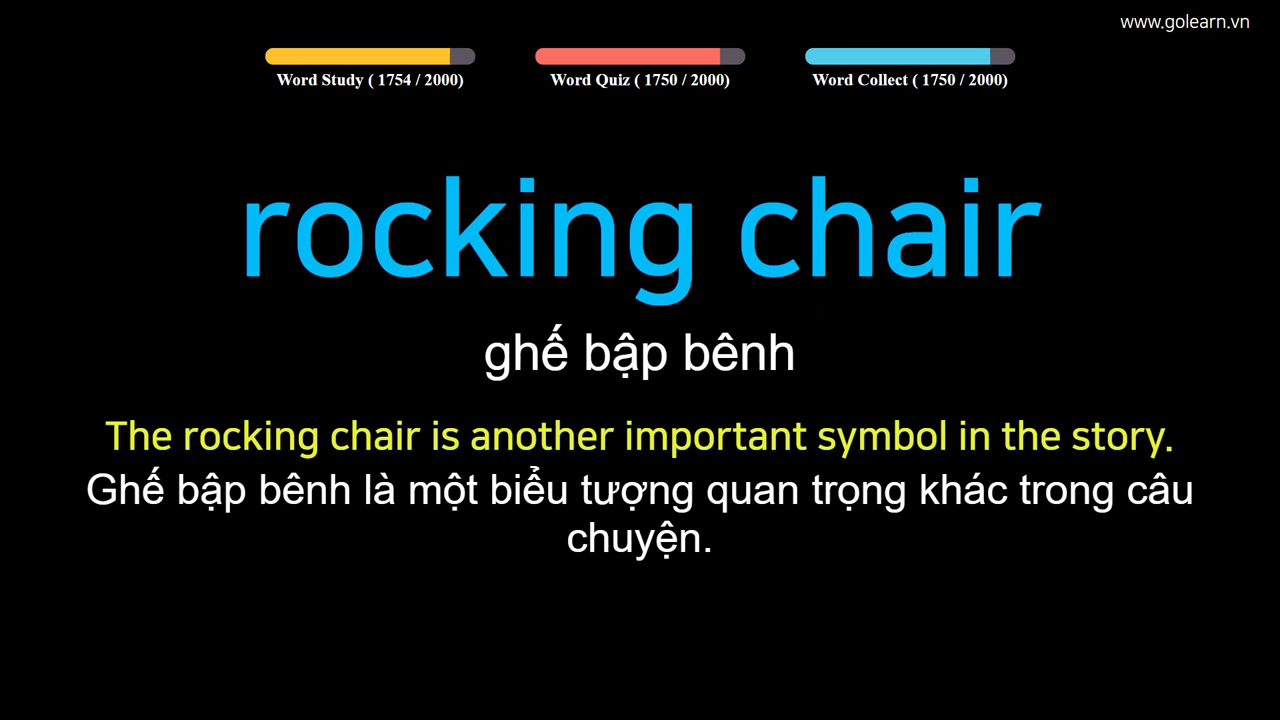 www.golearn.vn
Word Study ( 1754 / 2000)
Word Quiz ( 1750 / 2000)
Word Collect ( 1750 / 2000)
rocking chair
ghế bập bênh
The rocking chair is another important symbol in the story.
Ghế bập bênh là một biểu tượng quan trọng khác trong câu
chuyện.